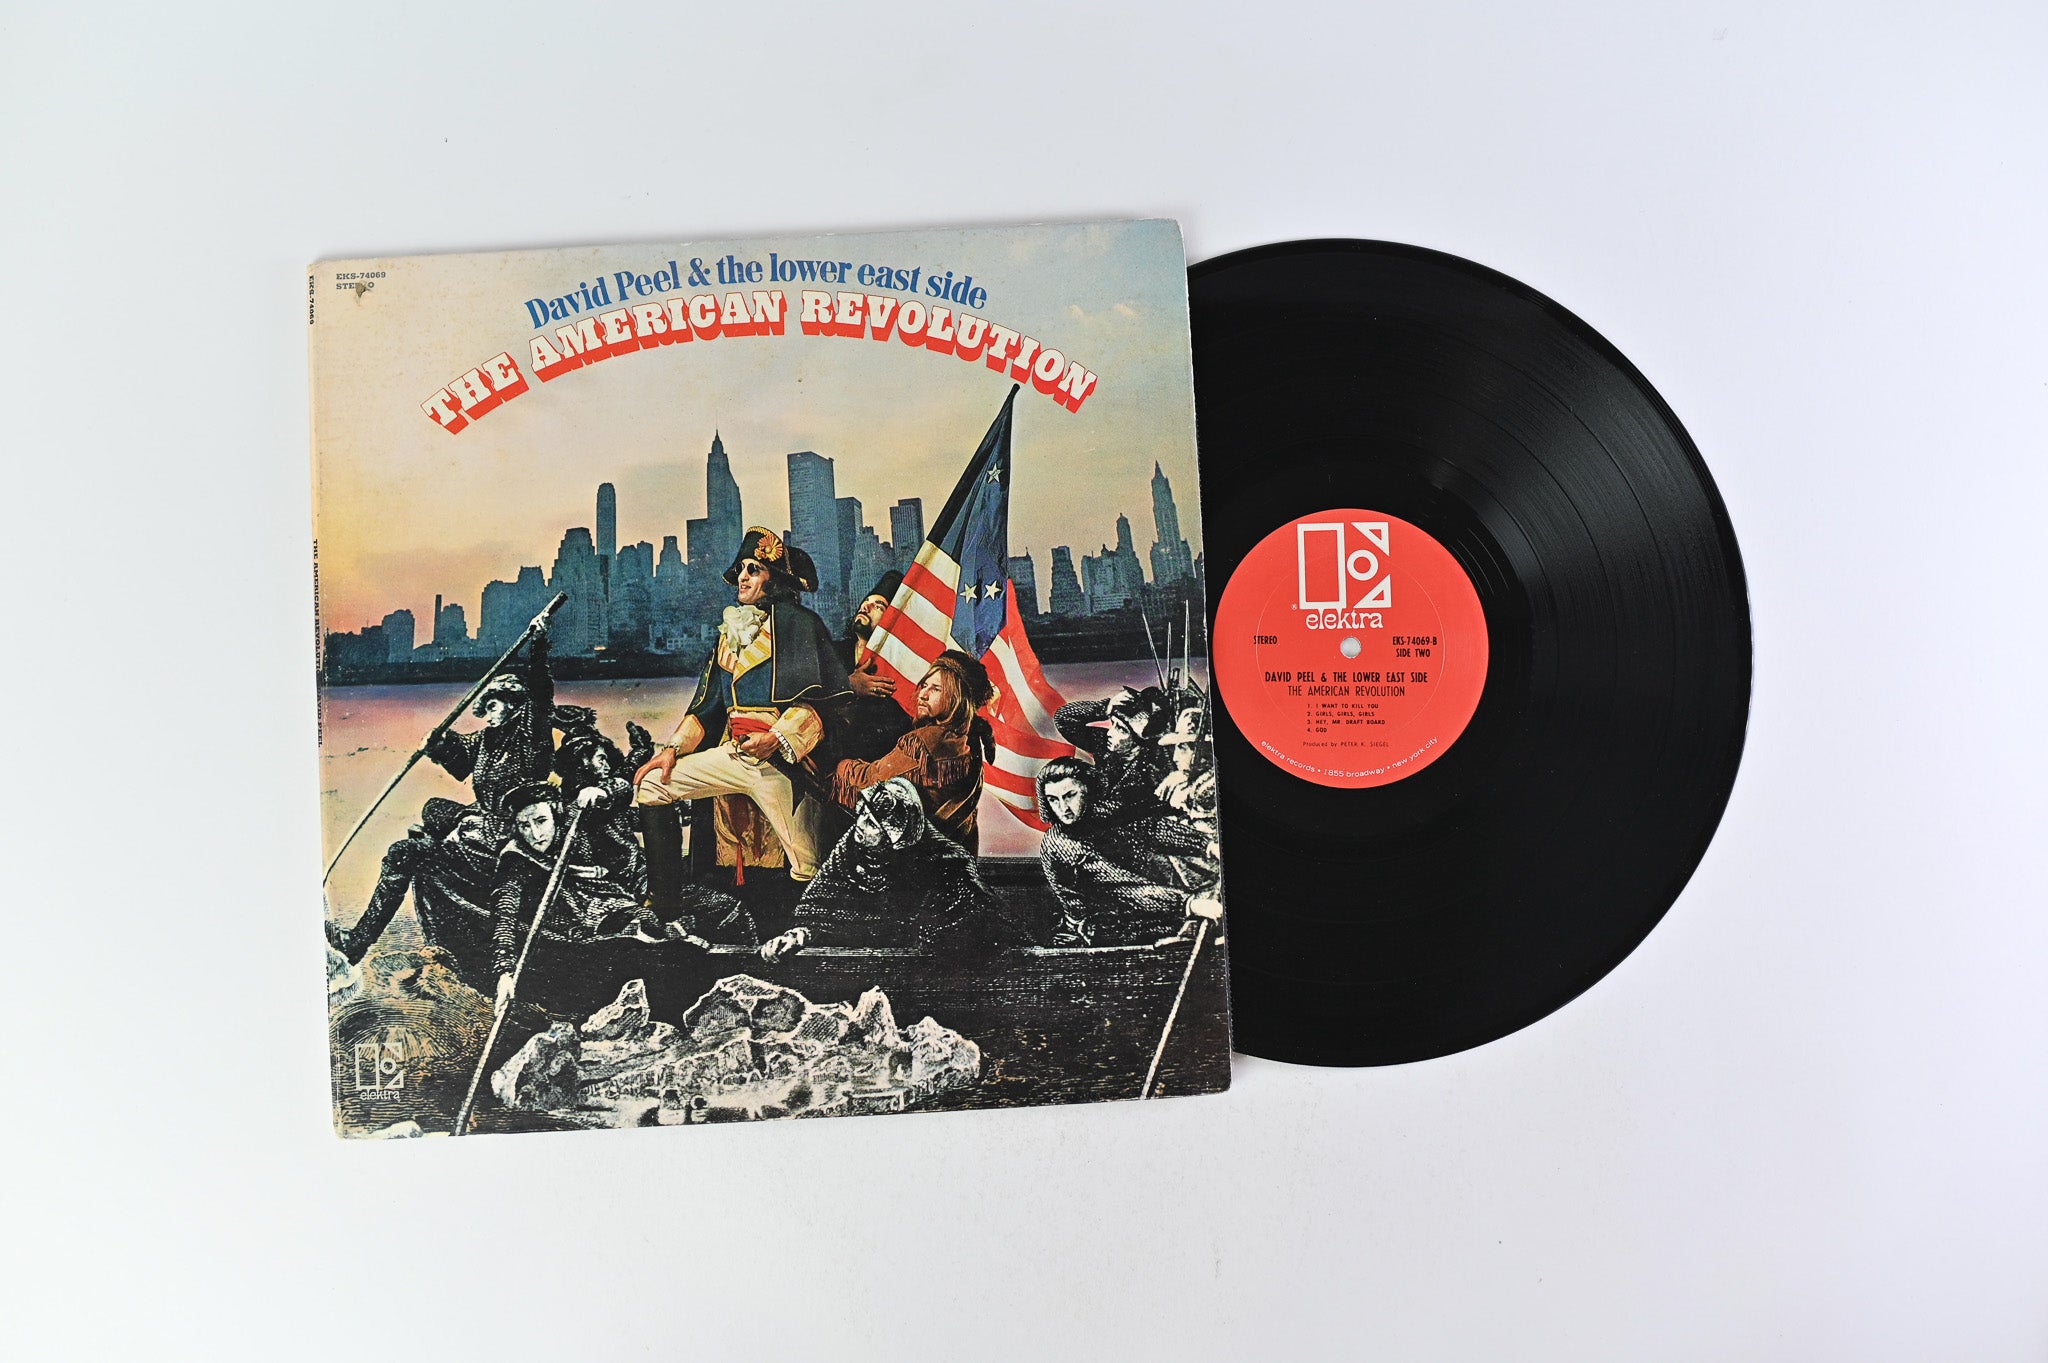 EKS-74069
STEREO
David Peel & the lower east side
THE AMERICAN REVOLUTION
EKS-74069
THE AMERICAN REVOLUTION
elektra
elektra
STEREO
EKS-74069-B
SIDE TWO
DAVID PEEL & THE LOWER EAST SIDE
THE AMERICAN REVOLUTION
1. I WANT TO KILL YOU
2. GIRLS, GIRLS, GIRLS
3. HEY, MR. DRAFT BOARD
4. GOD
Produced by PETER K. SIEGEL
elektra records • 1855 broadway • new york city